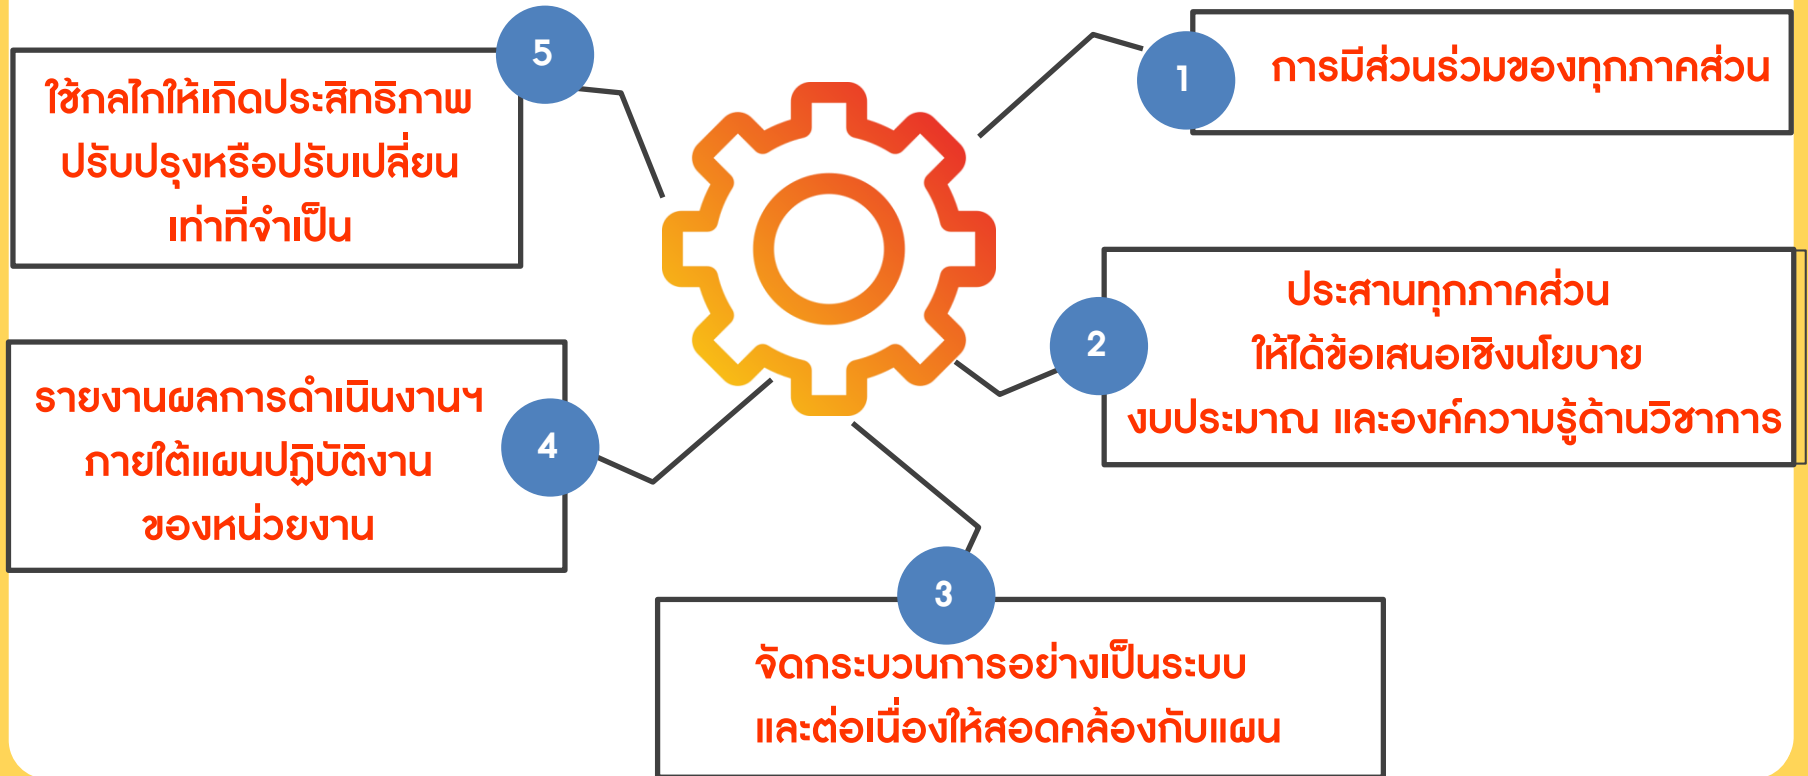 1
การมีส่วนร่วมของทุกภาคส่วน
2
ประสานทุกภาคส่วน
ให้ได้ข้อเสนอเชิงนโยบาย
งบประมาณ และองค์ความรู้ด้านวิชาการ
3
จัดกระบวนการอย่างเป็นระบบ
และต่อเนื่องให้สอดคล้องกับแผน
4
รายงานผลการดำเนินงานฯ
ภายใต้แผนปฏิบัติงาน
ของหน่วยงาน
5
ใช้กลไกให้เกิดประสิทธิภาพ
ปรับปรุงหรือปรับเปลี่ยน
เท่าที่จำเป็น